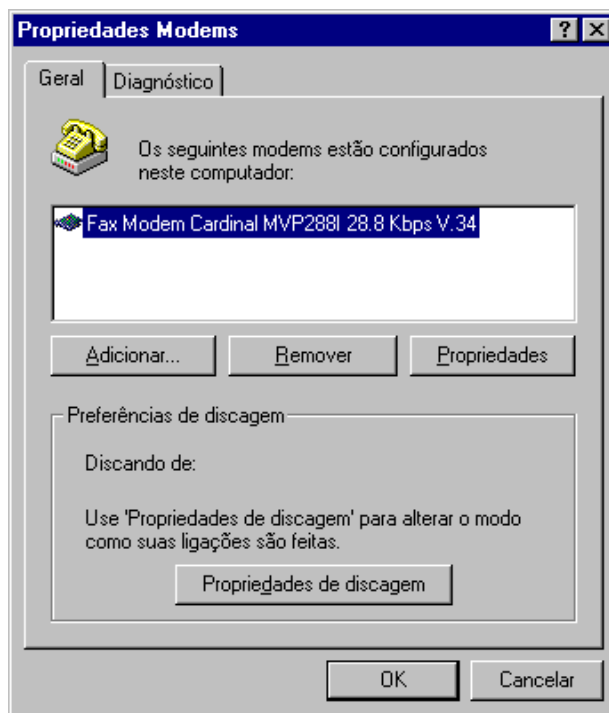 Propriedades Modems
Geral
Diagnóstico
Os seguintes modems estão configurados
neste computador:
Fax Modem Cardinal MVP288I 28.8 Kbps V.34
Adicionar...
Remover
Propriedades
Preferências de discagem
Discando de:
Use 'Propriedades de discagem' para alterar o modo
como suas ligações são feitas.
Propriedades de discagem
OK
Cancelar